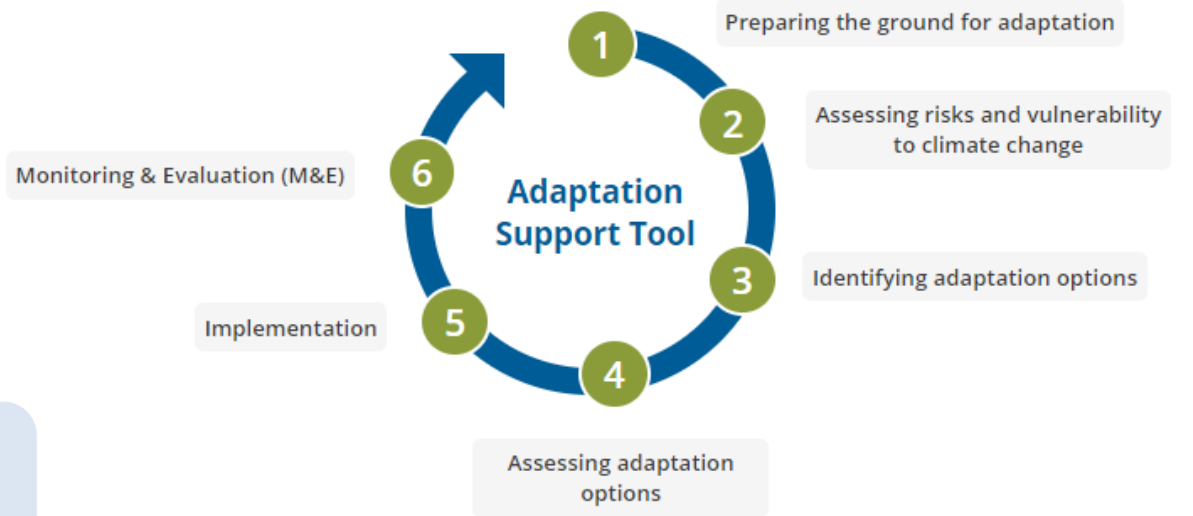 1
Preparing the ground for adaptation
2
Assessing risks and vulnerability
to climate change
3
Identifying adaptation options
4
Assessing adaptation
options
5
Implementation
6
Monitoring & Evaluation (M&E)
Adaptation
Support Tool